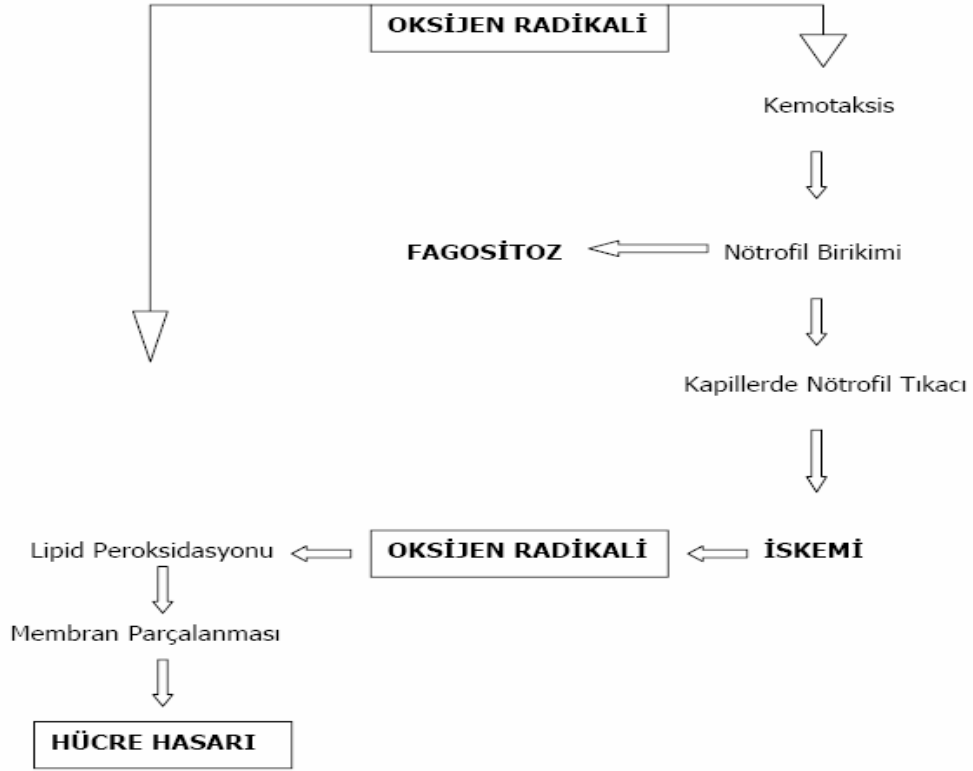 OKSİJEN RADİKALİ
Kemotaksis
FAGOSİTOZ
Nötrofil Birikimi
Kapillerde Nötrofil Tıkacı
Lipid Peroksidasyonu
OKSİJEN RADİKALİ
İSKEMİ
Membran Parçalanması
HÜCRE HASARI